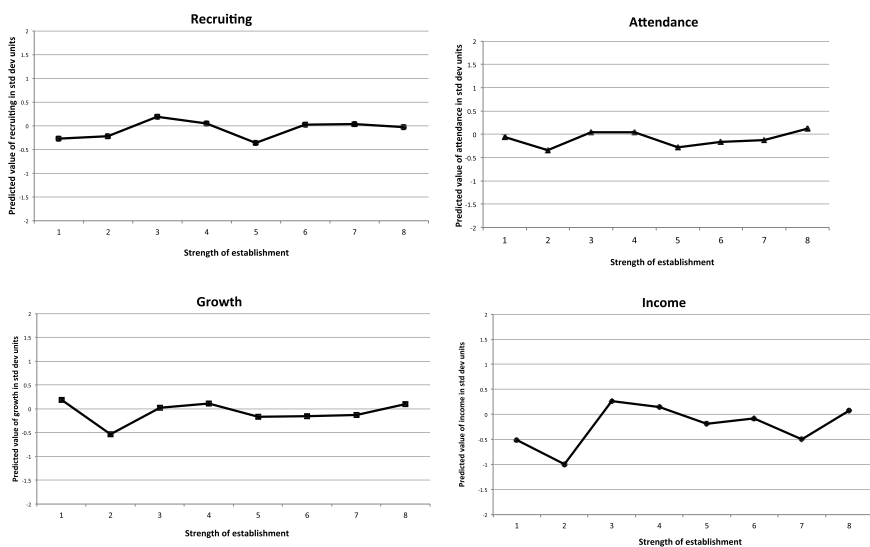 Recruiting
Predicted value of recruiting in std dev units
2
1.5
1
0.5
0
-0.5
-1
-1.5
-2
1 2 3 4 5 6 7 8
Strength of establishment
Attendance
Predicted value of attendance in std dev units
2
1.5
1
0.5
0
-0.5
-1
-1.5
-2
1 2 3 4 5 6 7 8
Strength of establishment
Growth
Predicted value of growth in std dev units
2
1.5
1
0.5
0
-0.5
-1
-1.5
-2
1 2 3 4 5 6 7 8
Strength of establishment
Income
Predicted value of income in std dev units
2
1.5
1
0.5
0
-0.5
-1
-1.5
-2
1 2 3 4 5 6 7 8
Strength of establishment